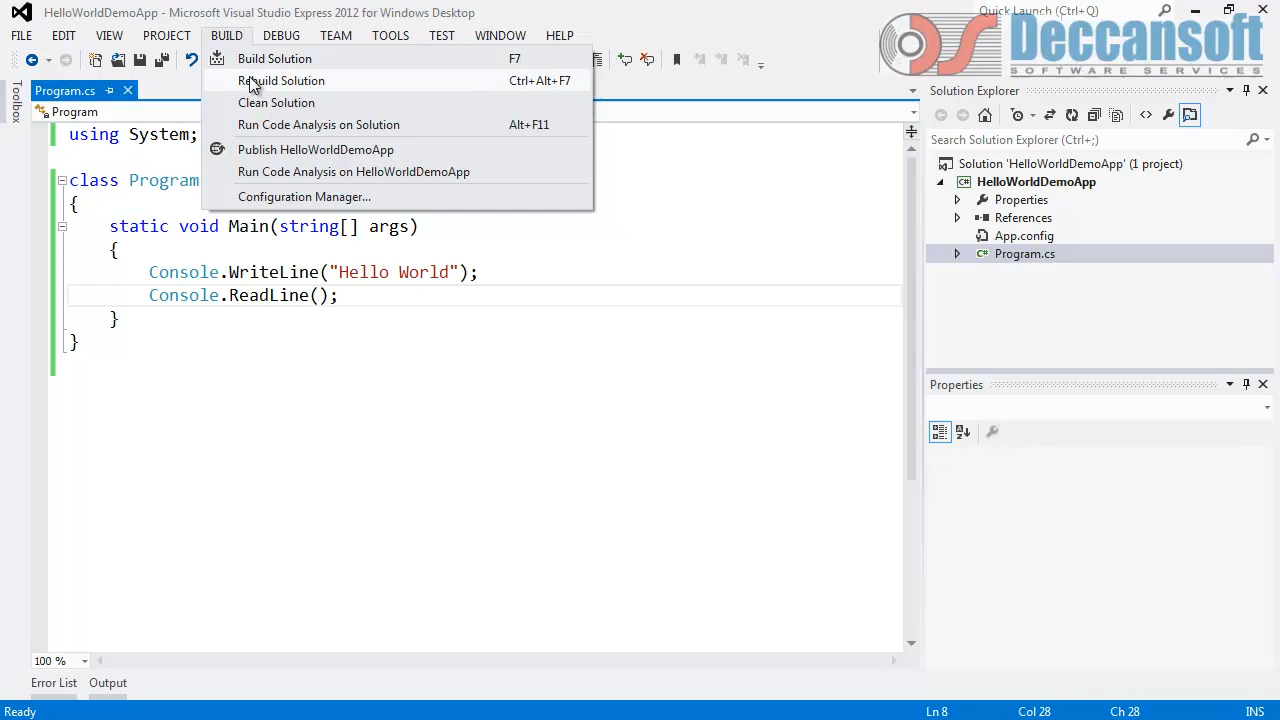 HelloWorldDemoApp - Microsoft Visual Studio Express 2012 for Windows Desktop
Quick Launch (Ctrl+Q)
FILE EDIT VIEW PROJECT BUILD DEBUG TEAM TOOLS TEST WINDOW HELP
Deccansoft
SOFTWARE SERVICES
Build Solution F7
Rebuild Solution Ctrl+Alt+F7
Clean Solution
Run Code Analysis on Solution Alt+F11
Publish HelloWorldDemoApp
Run Code Analysis on HelloWorldDemoApp
Configuration Manager...
Toolbox
Program.cs
Program
using System;
class Program
{
static void Main(string[] args)
{
Console.WriteLine("Hello World");
Console.ReadLine();
}
}
100 %
Error List Output
Solution Explorer
Search Solution Explorer (Ctrl+;)
Solution 'HelloWorldDemoApp' (1 project)
HelloWorldDemoApp
Properties
References
App.config
Program.cs
Properties
Ready Ln 8 Col 28 Ch 28 INS